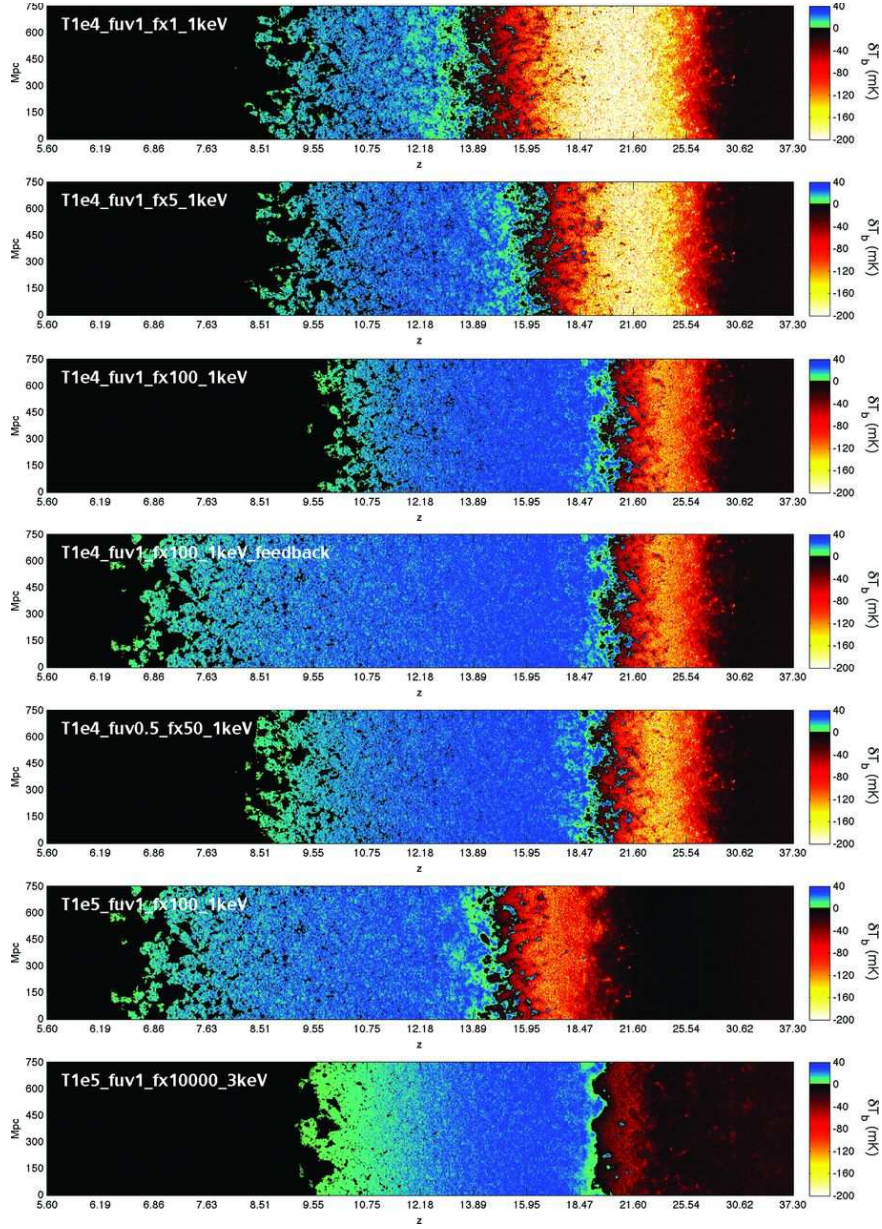 T1e4_fuv1_fx1_1keV
750
600
450
300
150
0
Mpc
5.60 6.19 6.86 7.63 8.51 9.55 10.75 12.18 13.89 15.95 18.47 21.60 25.54 30.62 37.30
z
40
0
-40
-80
-120
-160
-200
δT_b (mK)
T1e4_fuv1_fx5_1keV
750
600
450
300
150
0
Mpc
5.60 6.19 6.86 7.63 8.51 9.55 10.75 12.18 13.89 15.95 18.47 21.60 25.54 30.62 37.30
z
40
0
-40
-80
-120
-160
-200
δT_b (mK)
T1e4_fuv1_fx100_1keV
750
600
450
300
150
0
Mpc
5.60 6.19 6.86 7.63 8.51 9.55 10.75 12.18 13.89 15.95 18.47 21.60 25.54 30.62 37.30
z
40
0
-40
-80
-120
-160
-200
δT_b (mK)
T1e4_fuv1_fx100_1keV_feedback
750
600
450
300
150
0
Mpc
5.60 6.19 6.86 7.63 8.51 9.55 10.75 12.18 13.89 15.95 18.47 21.60 25.54 30.62 37.30
z
40
0
-40
-80
-120
-160
-200
δT_b (mK)
T1e4_fuv0.5_fx50_1keV
750
600
450
300
150
0
Mpc
5.60 6.19 6.86 7.63 8.51 9.55 10.75 12.18 13.89 15.95 18.47 21.60 25.54 30.62 37.30
z
40
0
-40
-80
-120
-160
-200
δT_b (mK)
T1e5_fuv1_fx100_1keV
750
600
450
300
150
0
Mpc
5.60 6.19 6.86 7.63 8.51 9.55 10.75 12.18 13.89 15.95 18.47 21.60 25.54 30.62 37.30
z
40
0
-40
-80
-120
-160
-200
δT_b (mK)
T1e5_fuv1_fx10000_3keV
750
600
450
300
150
0
Mpc
5.60 6.19 6.86 7.63 8.51 9.55 10.75 12.18 13.89 15.95 18.47 21.60 25.54 30.62 37.30
z
40
0
-40
-80
-120
-160
-200
δT_b (mK)